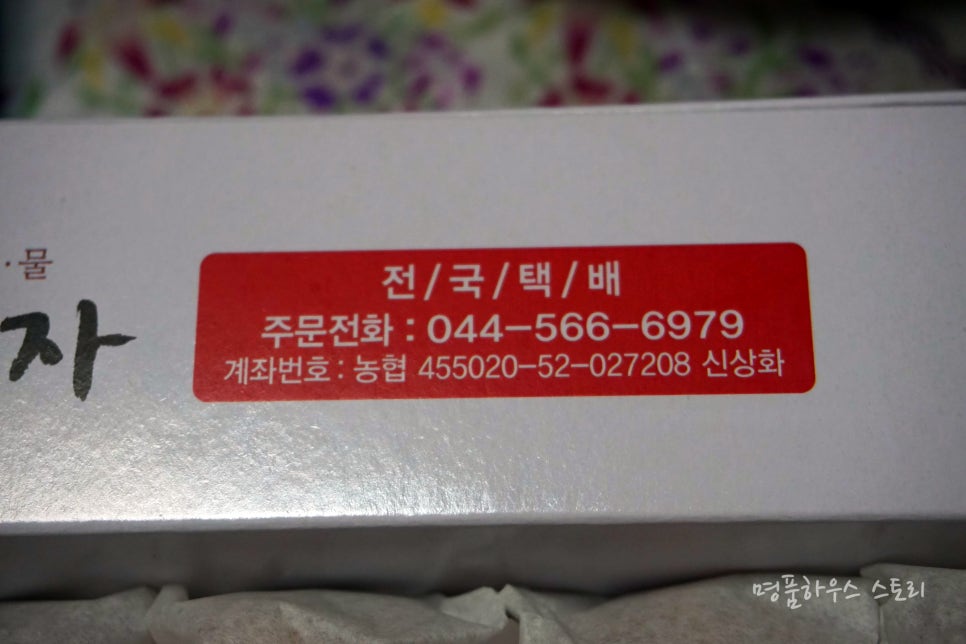 ·물
자
전/국/택/배
주문전화 : 044-566-6979
계좌번호 : 농협 455020-52-027208 신상화
명품하우스 스토리